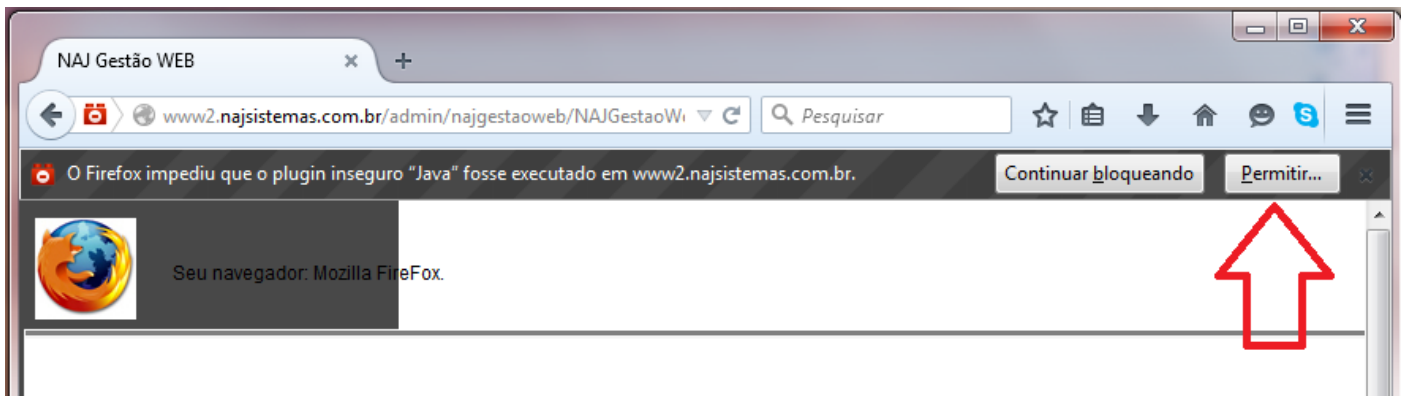 NAJ Gestão WEB
www2.najsistemas.com.br/admin/najgestaoweb/NAJGestaoW
Pesquisar
O Firefox impediu que o plugin inseguro “Java” fosse executado em www2.najsistemas.com.br.
Continuar bloqueando
Permitir...
Seu navegador: Mozilla FireFox.